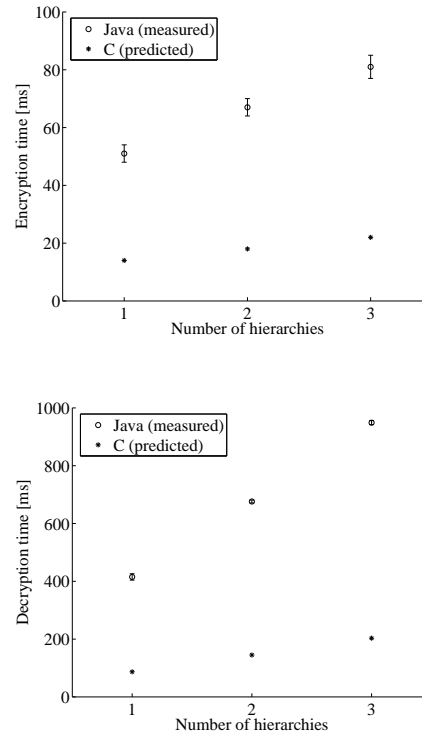 100
80
60
40
20
0
Encryption time [ms]
Java (measured)
C (predicted)
1 2 3
Number of hierarchies
1000
800
600
400
200
0
Decryption time [ms]
Java (measured)
C (predicted)
1 2 3
Number of hierarchies